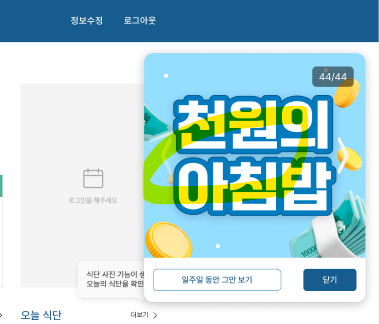 정보수정 로그아웃
44/44
천원의
아침밥
로그인을 해주세요
식단 사진 기능이
오늘의 식단을 확인
일주일 동안 그만 보기
닫기
오늘 식단
더보기 >